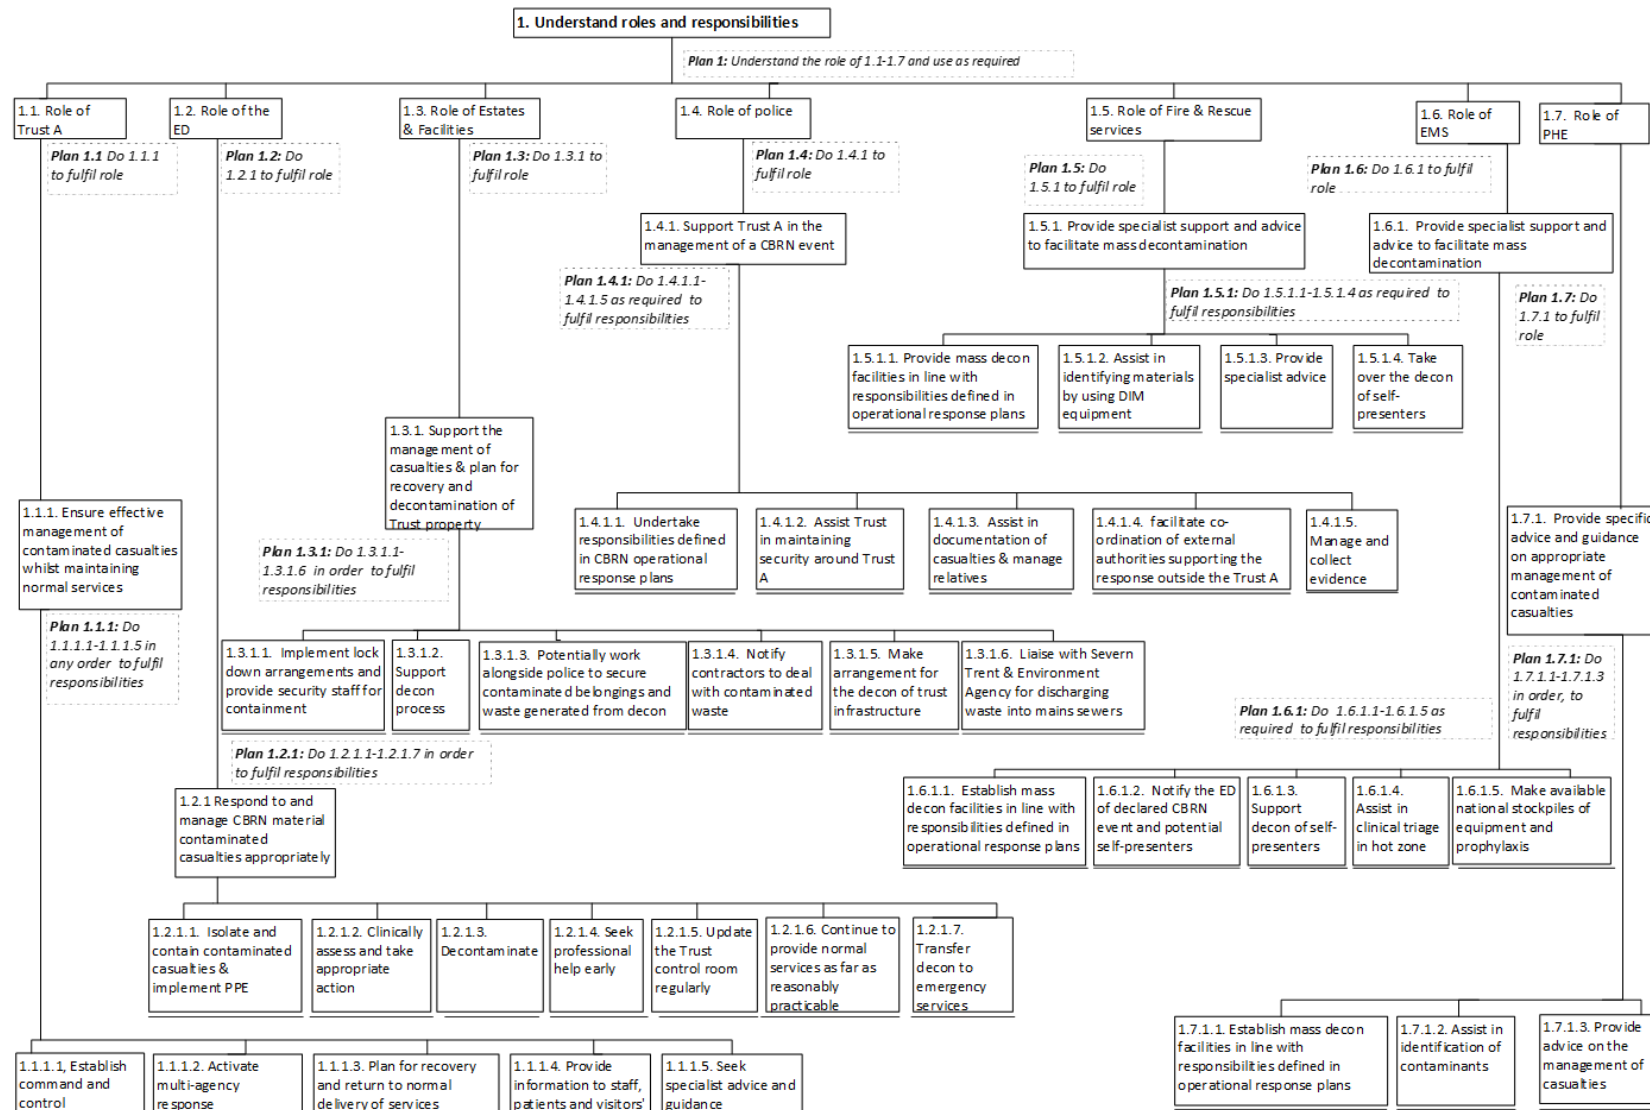 1. Understand roles and responsibilities
Plan 1: Understand the role of 1.1-1.7 and use as required
1.1. Role of
Trust A
1.2. Role of the
ED
1.3. Role of Estates
& Facilities
1.4. Role of police
1.5. Role of Fire & Rescue
services
1.6. Role of
EMS
1.7. Role of
PHE
Plan 1.1 Do 1.1.1
to fulfil role
Plan 1.2: Do
1.2.1 to fulfil role
Plan 1.3: Do 1.3.1 to
fulfil role
Plan 1.4: Do 1.4.1 to
fulfil role
Plan 1.5: Do
1.5.1 to fulfil role
Plan 1.6: Do 1.6.1 to fulfil
role
1.4.1. Support Trust A in the
management of a CBRN event
1.5.1. Provide specialist support and advice
to facilitate mass decontamination
1.6.1. Provide specialist support and
advice to facilitate mass
decontamination
Plan 1.4.1: Do 1.4.1.1-
1.4.1.5 as required to
fulfil responsibilities
Plan 1.5.1: Do 1.5.1.1-1.5.1.4 as required to
fulfil responsibilities
Plan 1.7: Do
1.7.1 to fulfil
role
1.5.1.1. Provide mass decon
facilities in line with
responsibilities defined in
operational response plans
1.5.1.2. Assist in
identifying materials
by using DIM
equipment
1.5.1.3. Provide
specialist advice
1.5.1.4. Take
over the decon
of self-
presenters
1.3.1. Support the
management of
casualties & plan for
recovery and
decontamination of
Trust property
1.1.1. Ensure effective
management of
contaminated casualties
whilst maintaining
normal services
Plan 1.3.1: Do 1.3.1.1-
1.3.1.6 in order to fulfil
responsibilities
1.4.1.1. Undertake
responsibilities defined
in CBRN operational
response plans
1.4.1.2. Assist Trust
in maintaining
security around Trust
A
1.4.1.3. Assist in
documentation of
casualties & manage
relatives
1.4.1.4. facilitate co-
ordination of external
authorities supporting the
response outside the Trust A
1.4.1.5.
Manage and
collect
evidence
1.7.1. Provide specific
advice and guidance
on appropriate
management of
contaminated
casualties
Plan 1.1.1: Do
1.1.1.1-1.1.1.5 in
any order to fulfil
responsibilities
1.3.1.1. Implement lock
down arrangements and
provide security staff for
containment
1.3.1.2.
Support
decon
process
1.3.1.3. Potentially work
alongside police to secure
contaminated belongings and
waste generated from decon
1.3.1.4. Notify
contractors to deal
with contaminated
waste
1.3.1.5. Make
arrangement for
the decon of trust
infrastructure
1.3.1.6. Liaise with Severn
Trent & Environment
Agency for discharging
waste into mains sewers
Plan 1.7.1: Do
1.7.1.1-1.7.1.3
in order, to
fulfil
responsibilities
Plan 1.6.1: Do 1.6.1.1-1.6.1.5 as
required to fulfil responsibilities
Plan 1.2.1: Do 1.2.1.1-1.2.1.7 in order
to fulfil responsibilities
1.2.1 Respond to and
manage CBRN material
contaminated
casualties appropriately
1.6.1.1. Establish mass
decon facilities in line with
responsibilities defined in
operational response plans
1.6.1.2. Notify the ED
of declared CBRN
event and potential
self-presenters
1.6.1.3.
Support
decon of self-
presenters
1.6.1.4.
Assist in
clinical triage
in hot zone
1.6.1.5. Make available
national stockpiles of
equipment and
prophylaxis
1.2.1.1. Isolate and
contain contaminated
casualties &
implement PPE
1.2.1.2. Clinically
assess and take
appropriate
action
1.2.1.3.
Decontaminate
1.2.1.4. Seek
professional
help early
1.2.1.5. Update
the Trust
control room
regularly
1.2.1.6. Continue to
provide normal
services as far as
reasonably
practicable
1.2.1.7.
Transfer
decon to
emergency
services
1.7.1.1. Establish mass decon
facilities in line with
responsibilities defined in
operational response plans
1.7.1.2. Assist in
identification of
contaminants
1.7.1.3. Provide
advice on the
management of
casualties
1.1.1.1, Establish
command and
control
1.1.1.2. Activate
multi-agency
response
1.1.1.3. Plan for recovery
and return to normal
delivery of services
1.1.1.4. Provide
information to staff,
patients and visitors'
1.1.1.5. Seek
specialist advice and
guidance